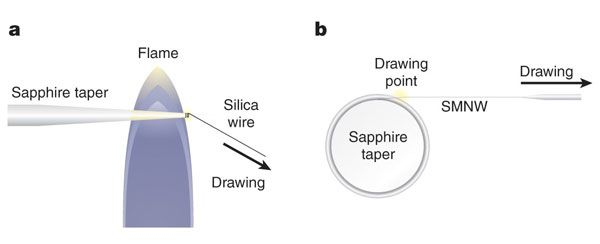 a
Flame
Sapphire taper
Silica
wire
Drawing
b
Drawing
point
Drawing
SMNW
Sapphire
taper